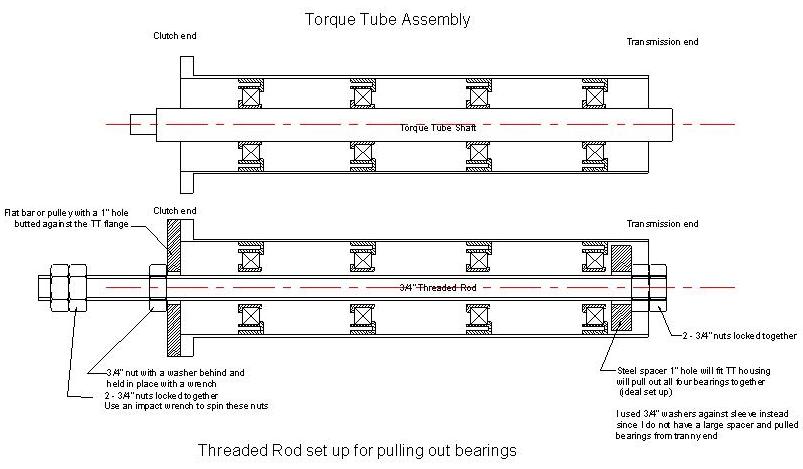 Torque Tube Assembly
Clutch end
Transmission end
Torque Tube Shaft
Flat bar or pulley with a 1" hole
butted against the TT flange
Clutch end
Transmission end
3/4" Threaded Rod
2 - 3/4" nuts locked together
3/4" nut with a washer behind and
held in place with a wrench
2 - 3/4" nuts locked together
Use an impact wrench to spin these nuts
Steel spacer 1" hole will fit TT housing
will pull out all four bearings together
(ideal set up)
I used 3/4" washers against sleeve instead
since I do not have a large spacer and pulled
bearings from tranny end
Threaded Rod set up for pulling out bearings